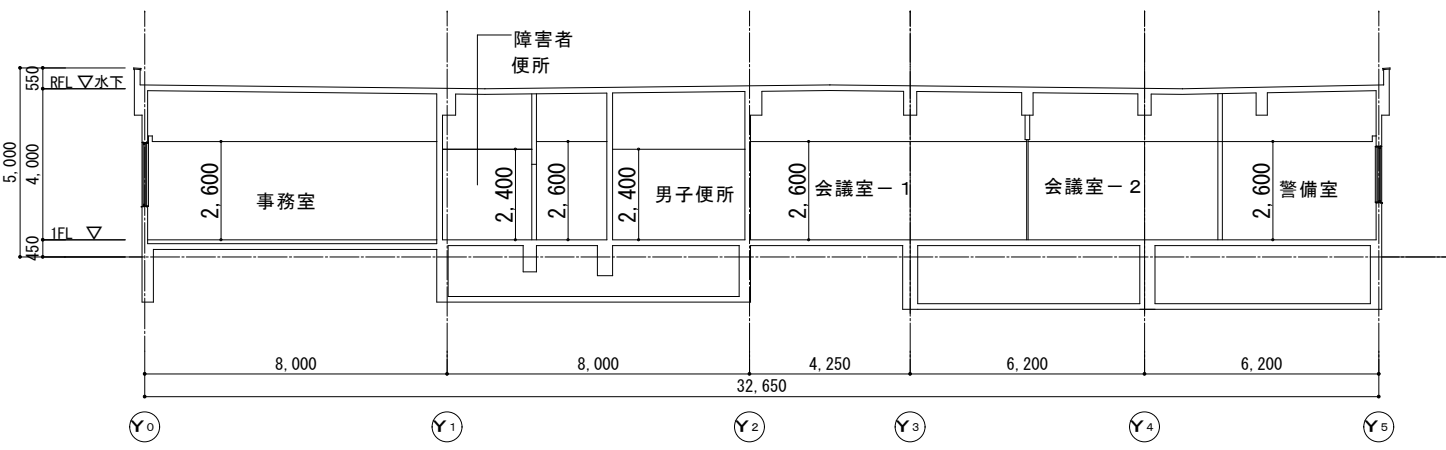 障害者
便所
550
RFL ▽水下
5,000
4,000
2,600
事務室
2,400
2,600
2,400
男子便所
2,600
会議室－1
会議室－2
2,600
警備室
1FL ▽
450
8,000
8,000
4,250
6,200
6,200
32,650
Y0
Y1
Y2
Y3
Y4
Y5